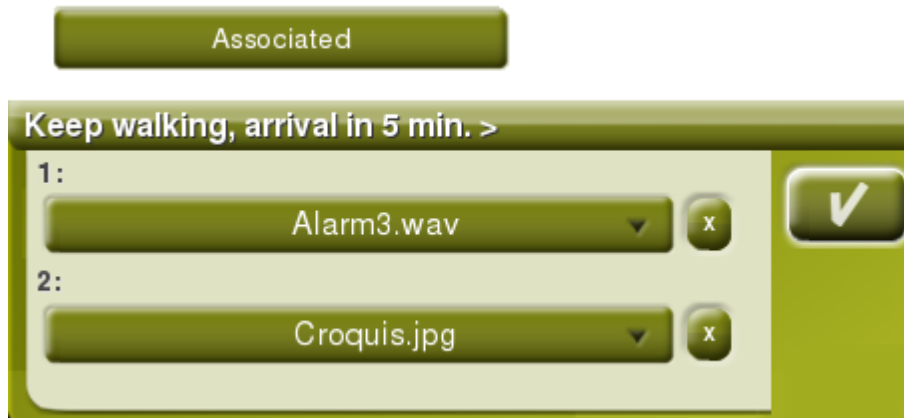 Associated
Keep walking, arrival in 5 min. >
1:
Alarm3.wav
x
2:
Croquis.jpg
x